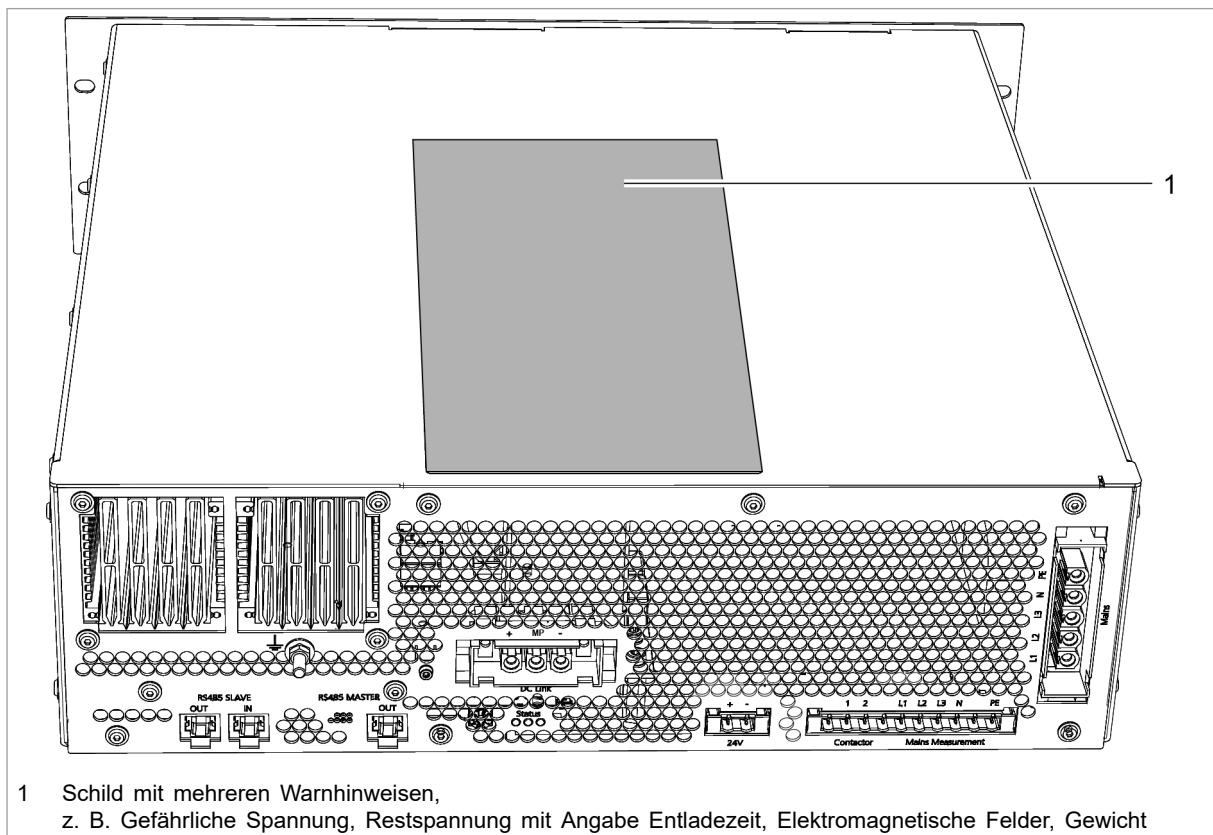 1
PE
N
L3
L2
L1
Mains
+ MP -
DC Link
RS485 SLAVE
OUT IN
RS485 MASTER
OUT
Status
+ -
24V
1 2 L1 L2 L3 N PE
Contactor Mains Measurement
1 Schild mit mehreren Warnhinweisen,
z. B. Gefährliche Spannung, Restspannung mit Angabe Entladezeit, Elektromagnetische Felder, Gewicht